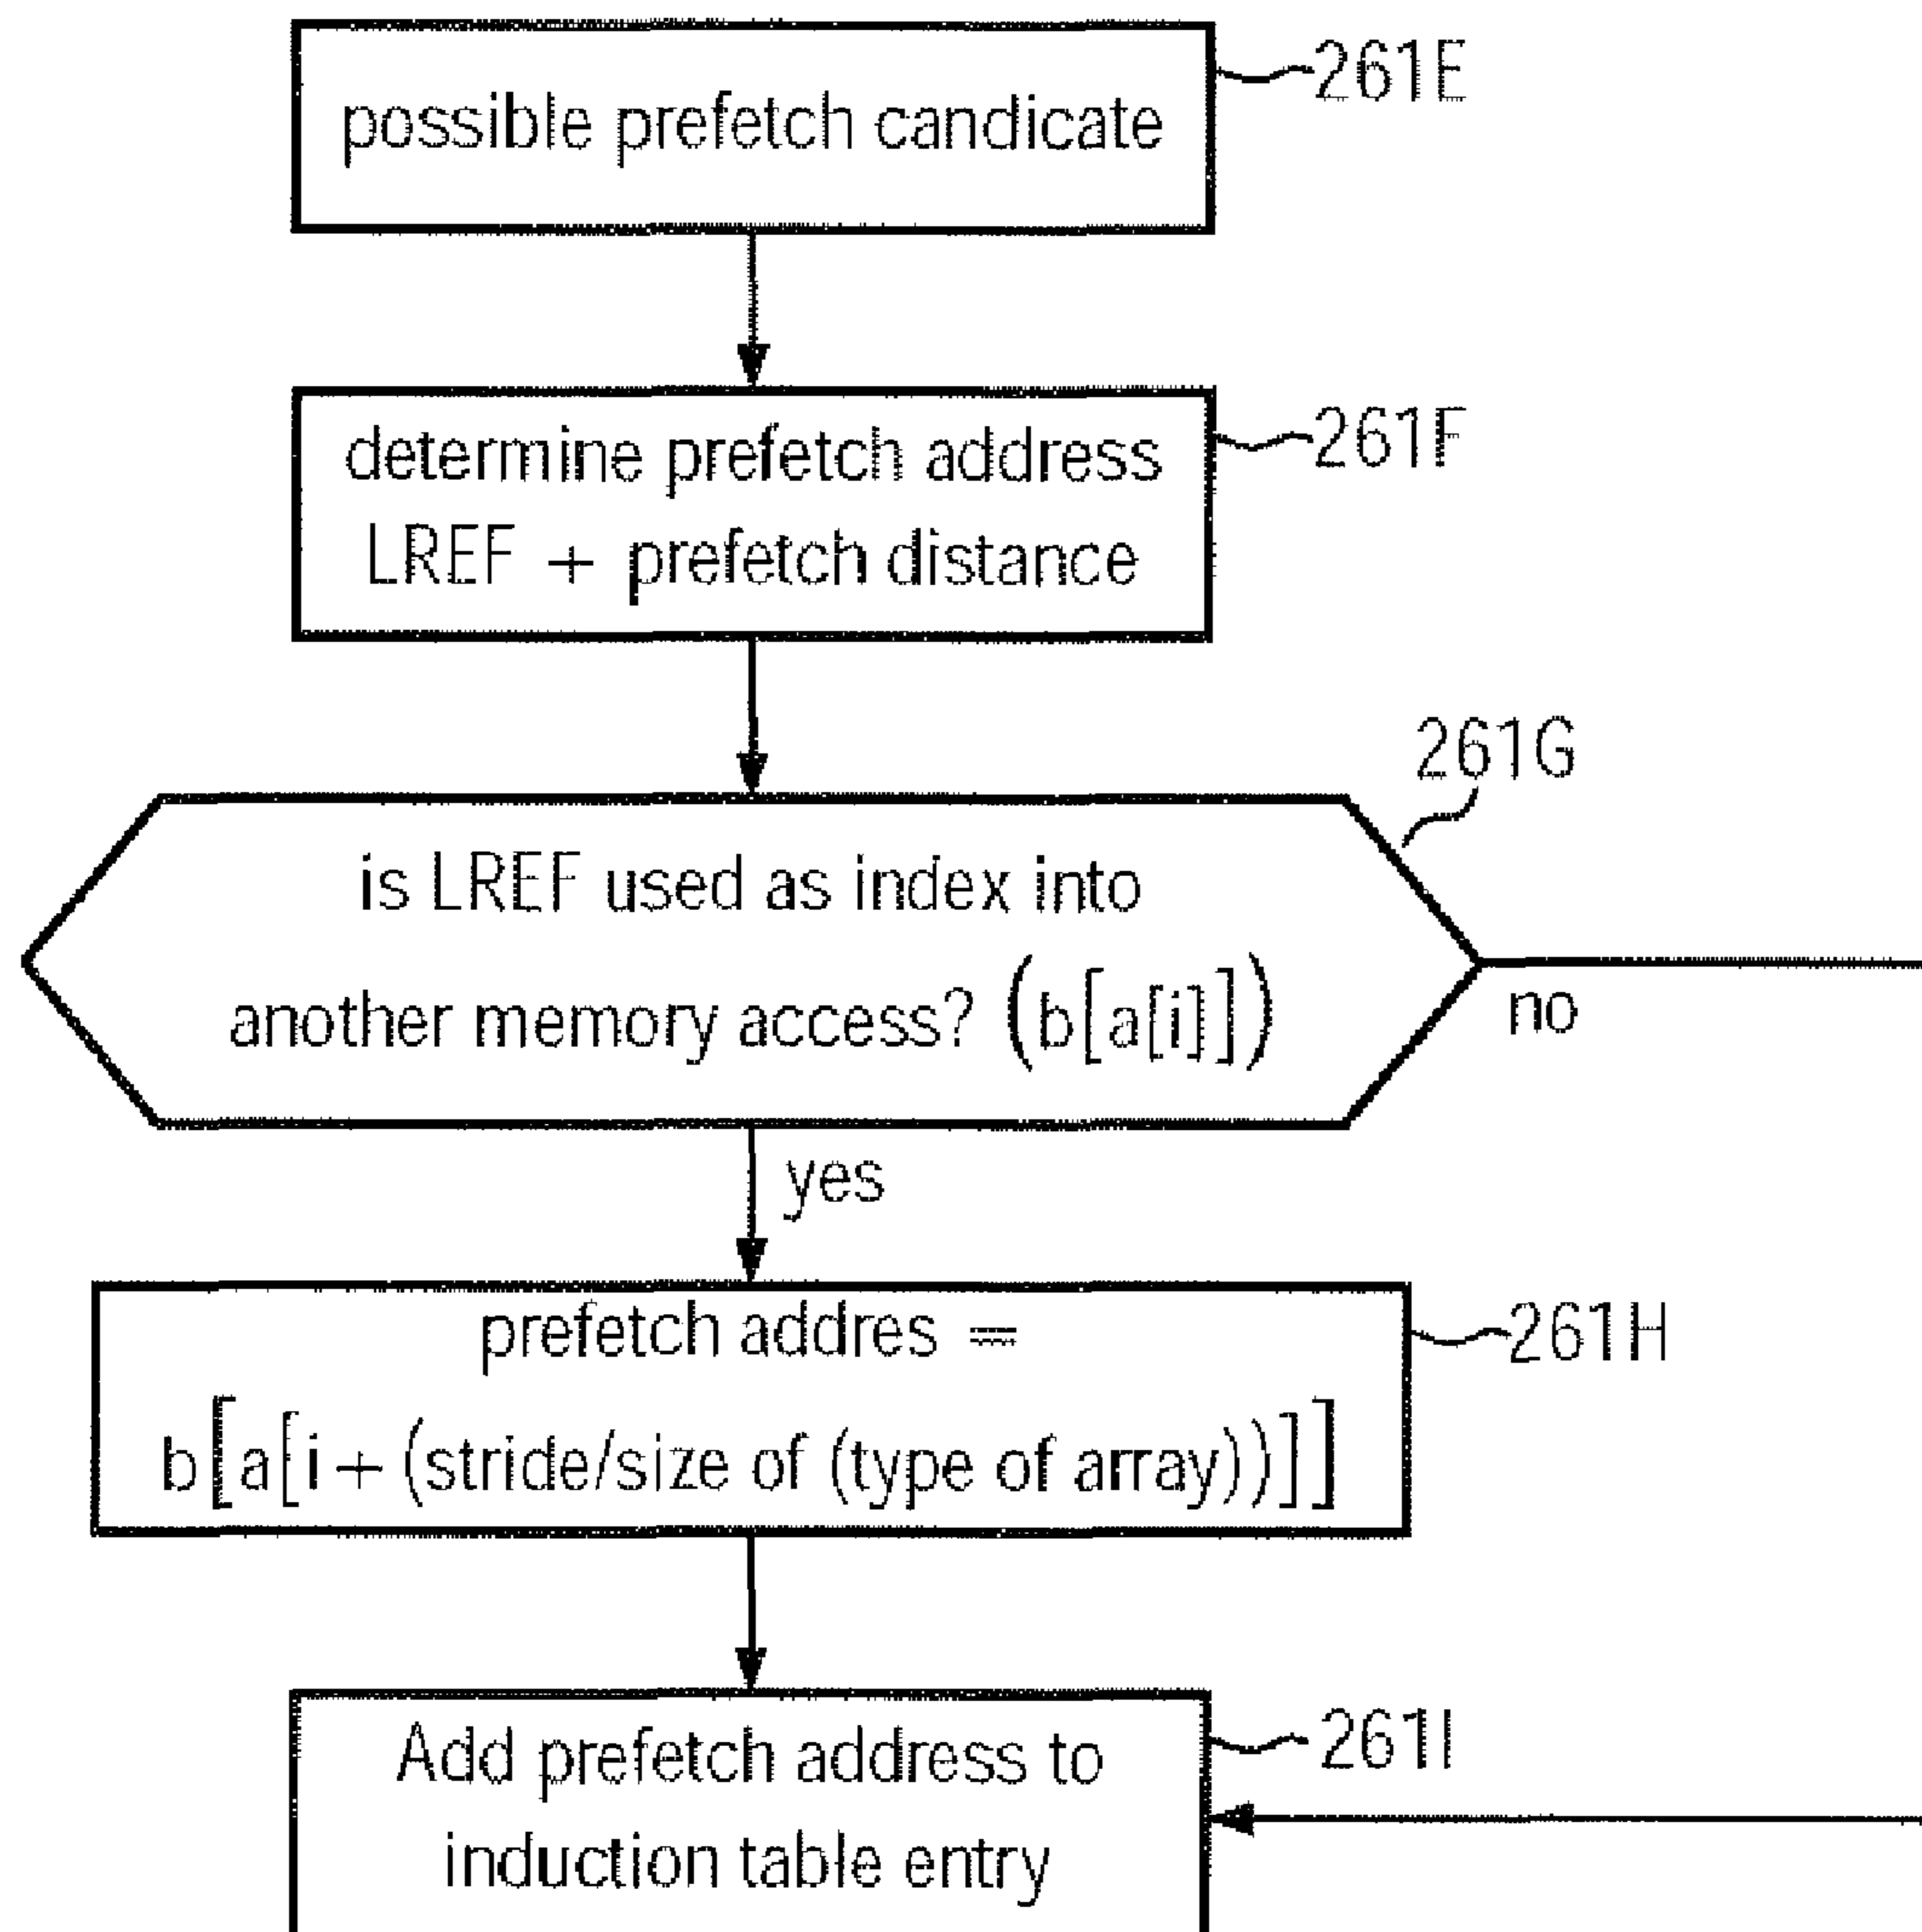 possible prefetch candicate
261E
determine prefetch address
LREF + prefetch distance
261F
261G
is LREF used as index into
another memory access? (b[a[i]])
no
yes
prefetch addres =
b[a[i + (stride/size of (type of array))]]
261H
Add prefetch address to
induction table entry
261I